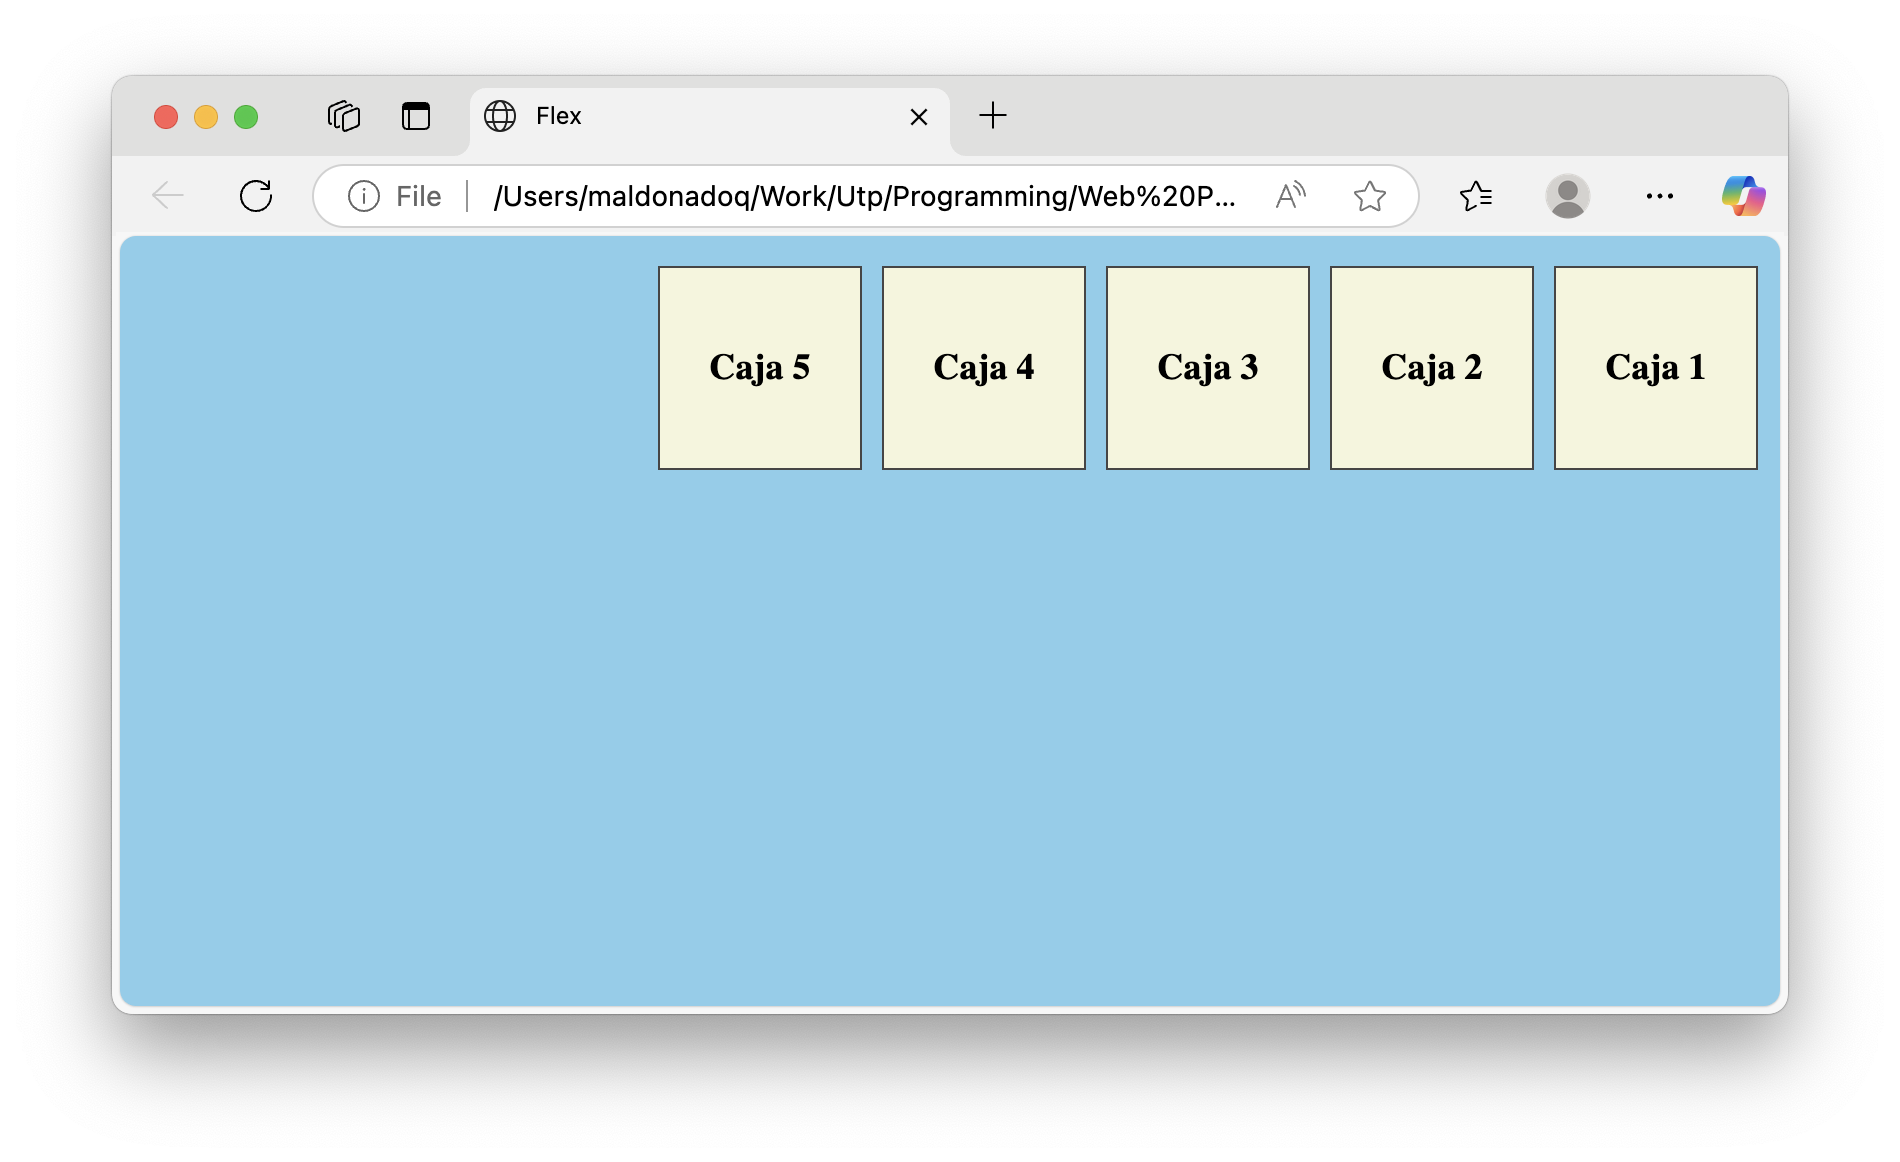 Flex
File /Users/maldonadoq/Work/Utp/Programming/Web%20P...
Caja 5 Caja 4 Caja 3 Caja 2 Caja 1